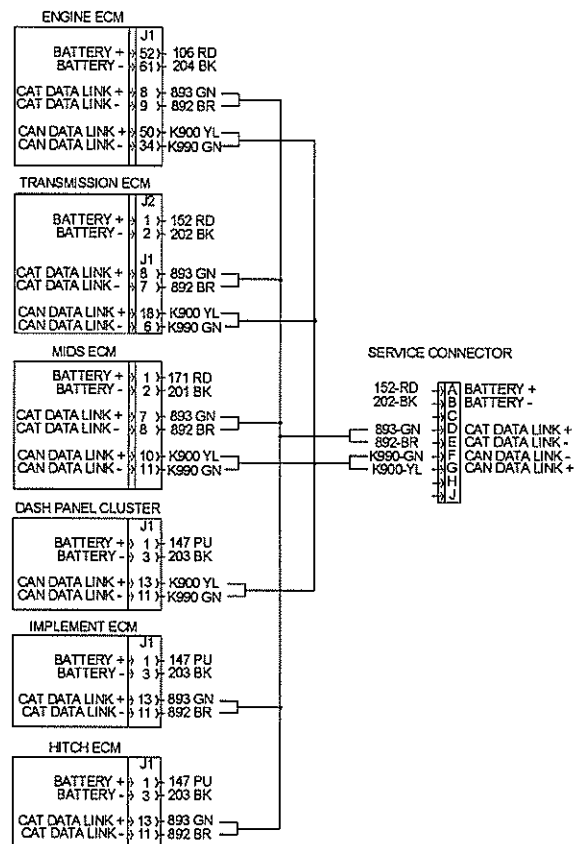 ENGINE ECM
J1
BATTERY + 52 106 RD
BATTERY - 61 204 BK
CAT DATA LINK + 8 893 GN
CAT DATA LINK - 9 892 BR
CAN DATA LINK + 50 K900 YL
CAN DATA LINK - 34 K990 GN
TRANSMISSION ECM
J2
BATTERY + 1 152 RD
BATTERY - 2 202 BK
J1
CAT DATA LINK + 8 893 GN
CAT DATA LINK - 7 892 BR
CAN DATA LINK + 18 K900 YL
CAN DATA LINK - 6 K990 GN
MIDS ECM
BATTERY + 1 171 RD
BATTERY - 2 201 BK
CAT DATA LINK + 7 893 GN
CAT DATA LINK - 8 892 BR
CAN DATA LINK + 10 K900 YL
CAN DATA LINK - 11 K990 GN
DASH PANEL CLUSTER
J1
BATTERY + 1 147 PU
BATTERY - 3 203 BK
CAN DATA LINK + 13 K900 YL
CAN DATA LINK - 11 K990 GN
IMPLEMENT ECM
J1
BATTERY + 1 147 PU
BATTERY - 3 203 BK
CAT DATA LINK + 13 893 GN
CAT DATA LINK - 11 892 BR
HITCH ECM
J1
BATTERY + 1 147 PU
BATTERY - 3 203 BK
CAT DATA LINK + 13 893 GN
CAT DATA LINK - 11 892 BR
SERVICE CONNECTOR
152-RD A BATTERY +
202-BK B BATTERY -
C
893-GN D CAT DATA LINK +
892-BR E CAT DATA LINK -
K990-GN F CAN DATA LINK -
K900-YL G CAN DATA LINK +
H
J